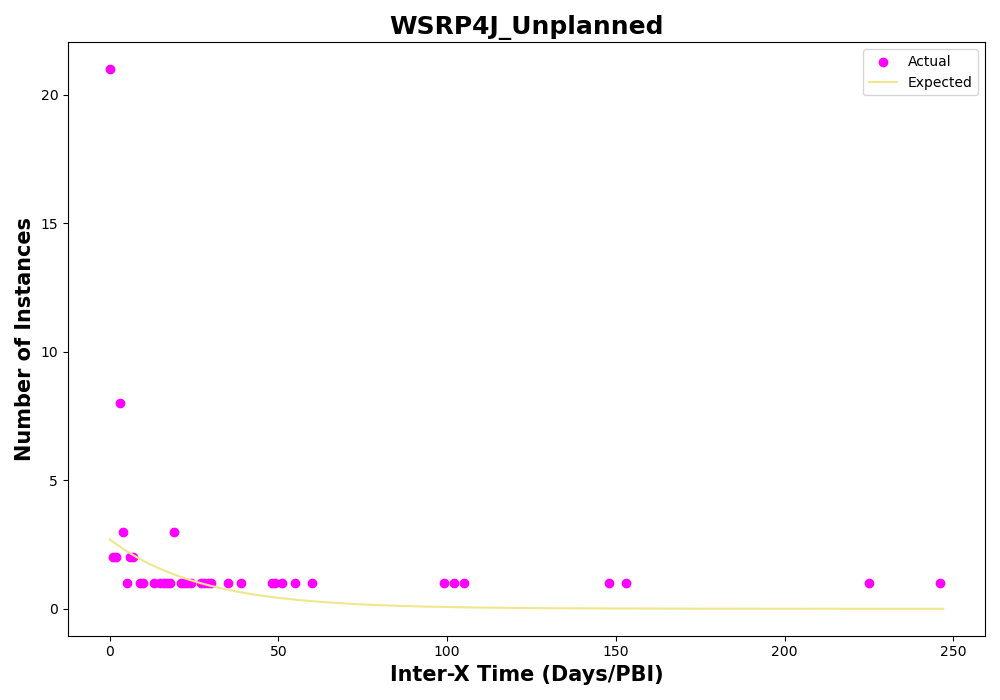 WSRP4J_Unplanned
Actual
Expected
Number of Instances
20
15
10
5
0
0
50
100
150
200
250
Inter-X Time (Days/PBI)